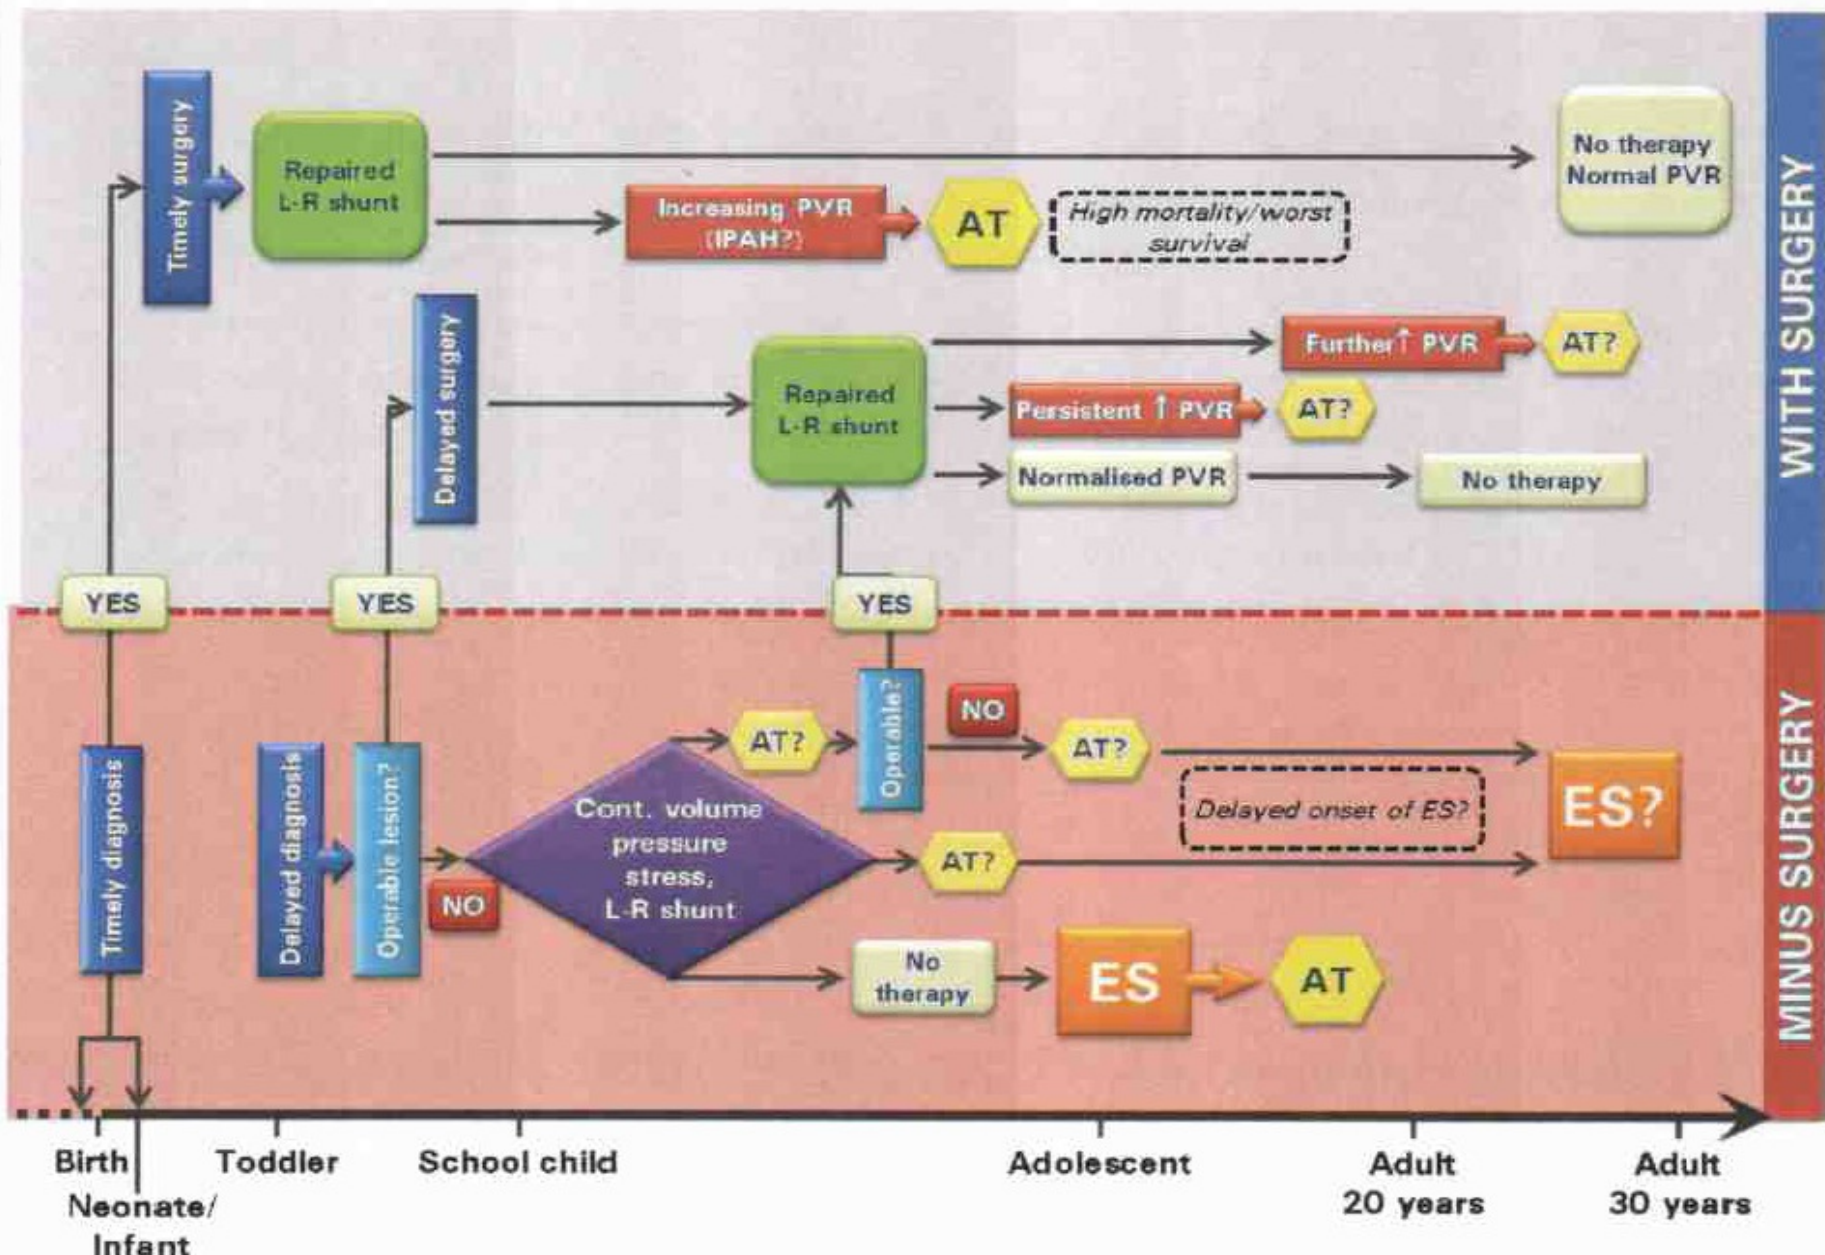 Timely surgery
Repaired
L-R shunt
No therapy
Normal PVR
Increasing PVR
(IPAH?)
AT
High mortality/worst
survival
WITH SURGERY
Delayed surgery
Repaired
L-R shunt
Further↑ PVR
AT?
Persistent ↑ PVR
AT?
Normalised PVR
No therapy
YES
YES
YES
Timely diagnosis
Delayed diagnosis
Operable lesion?
NO
Cont. volume
pressure
stress,
L-R shunt
AT?
Operable?
NO
AT?
Delayed onset of ES?
ES?
AT?
No
therapy
ES
AT
MINUS SURGERY
Birth
Neonate/
Infant
Toddler
School child
Adolescent
Adult
20 years
Adult
30 years